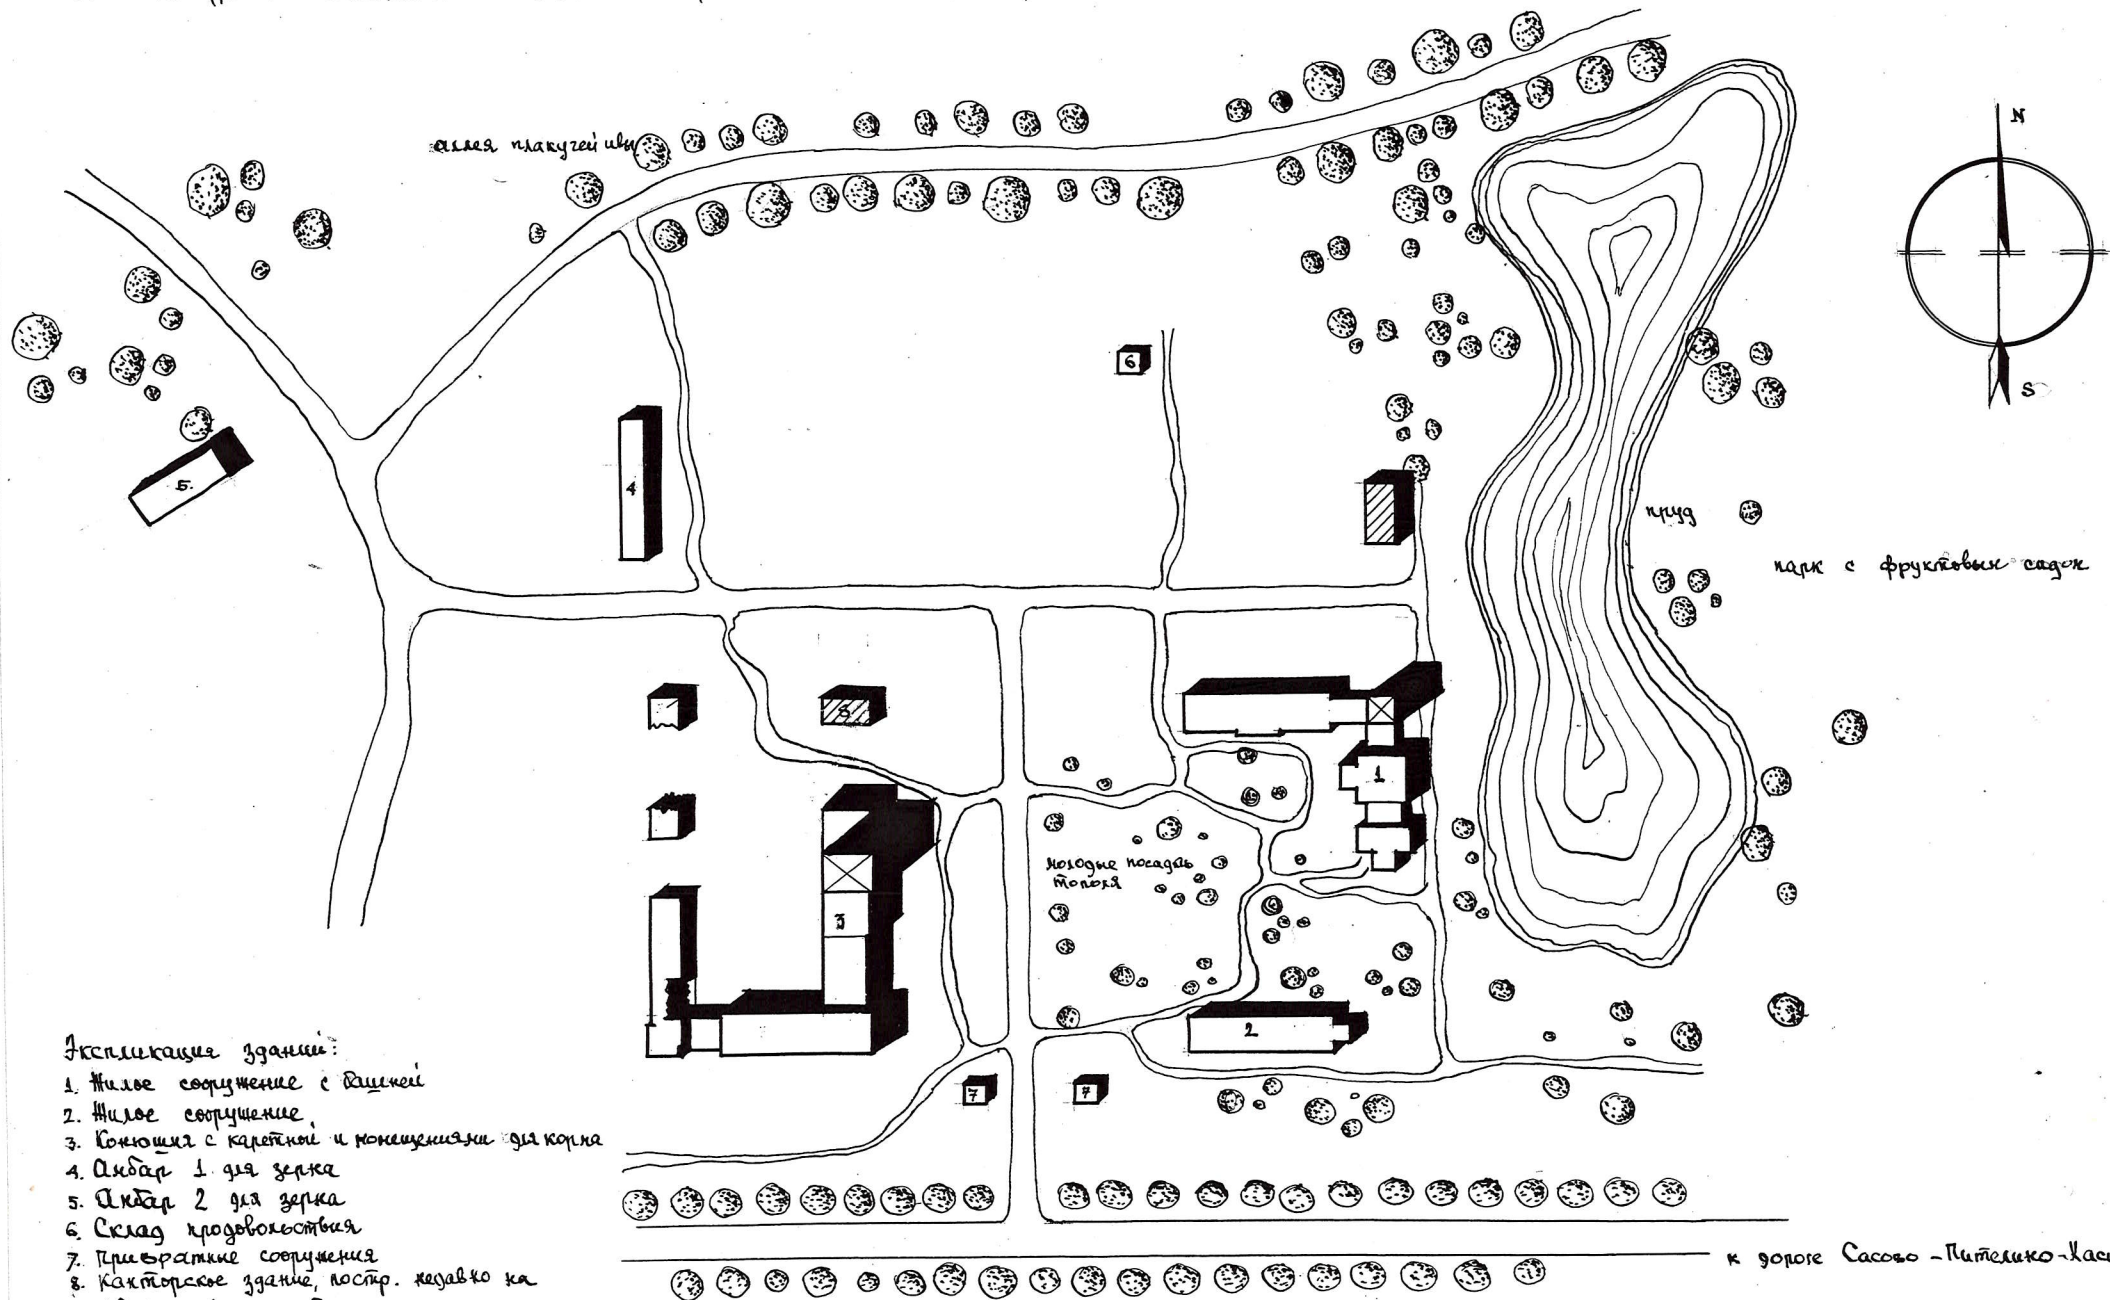 аллея плакучей ивы
N
S
6
4
5.
пруд
парк с фруктовым садом
8
1
3
молодые посадки
тополя
2
7
7
Экспликация зданий:
1. Жилое сооружение с башней
2. Жилое сооружение
3. Конюшня с каретной и помещениями для корма
4. Амбар 1 для зерна
5. Амбар 2 для зерна
6. Склад продовольствия
7. Привратные сооружения
8. Канторское здание, постр. недавно на
к дороге Сасово - Пителино - Кас